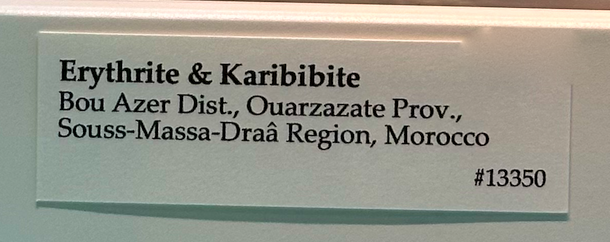 Erythrite & Karibibite
Bou Azer Dist., Ouarzazate Prov.,
Souss-Massa-Draâ Region, Morocco
#13350